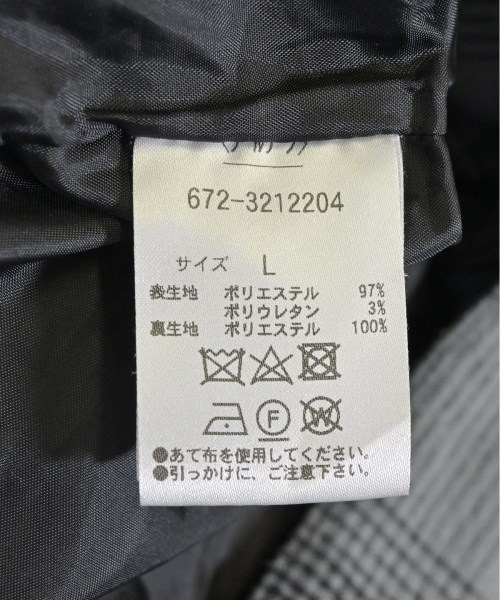 672-3212204
サイズ L
表生地 ポリエステル 97%
ポリウレタン 3%
裏生地 ポリエステル 100%
F W
●あて布を使用してください。
●引っかけに、ご注意下さい。